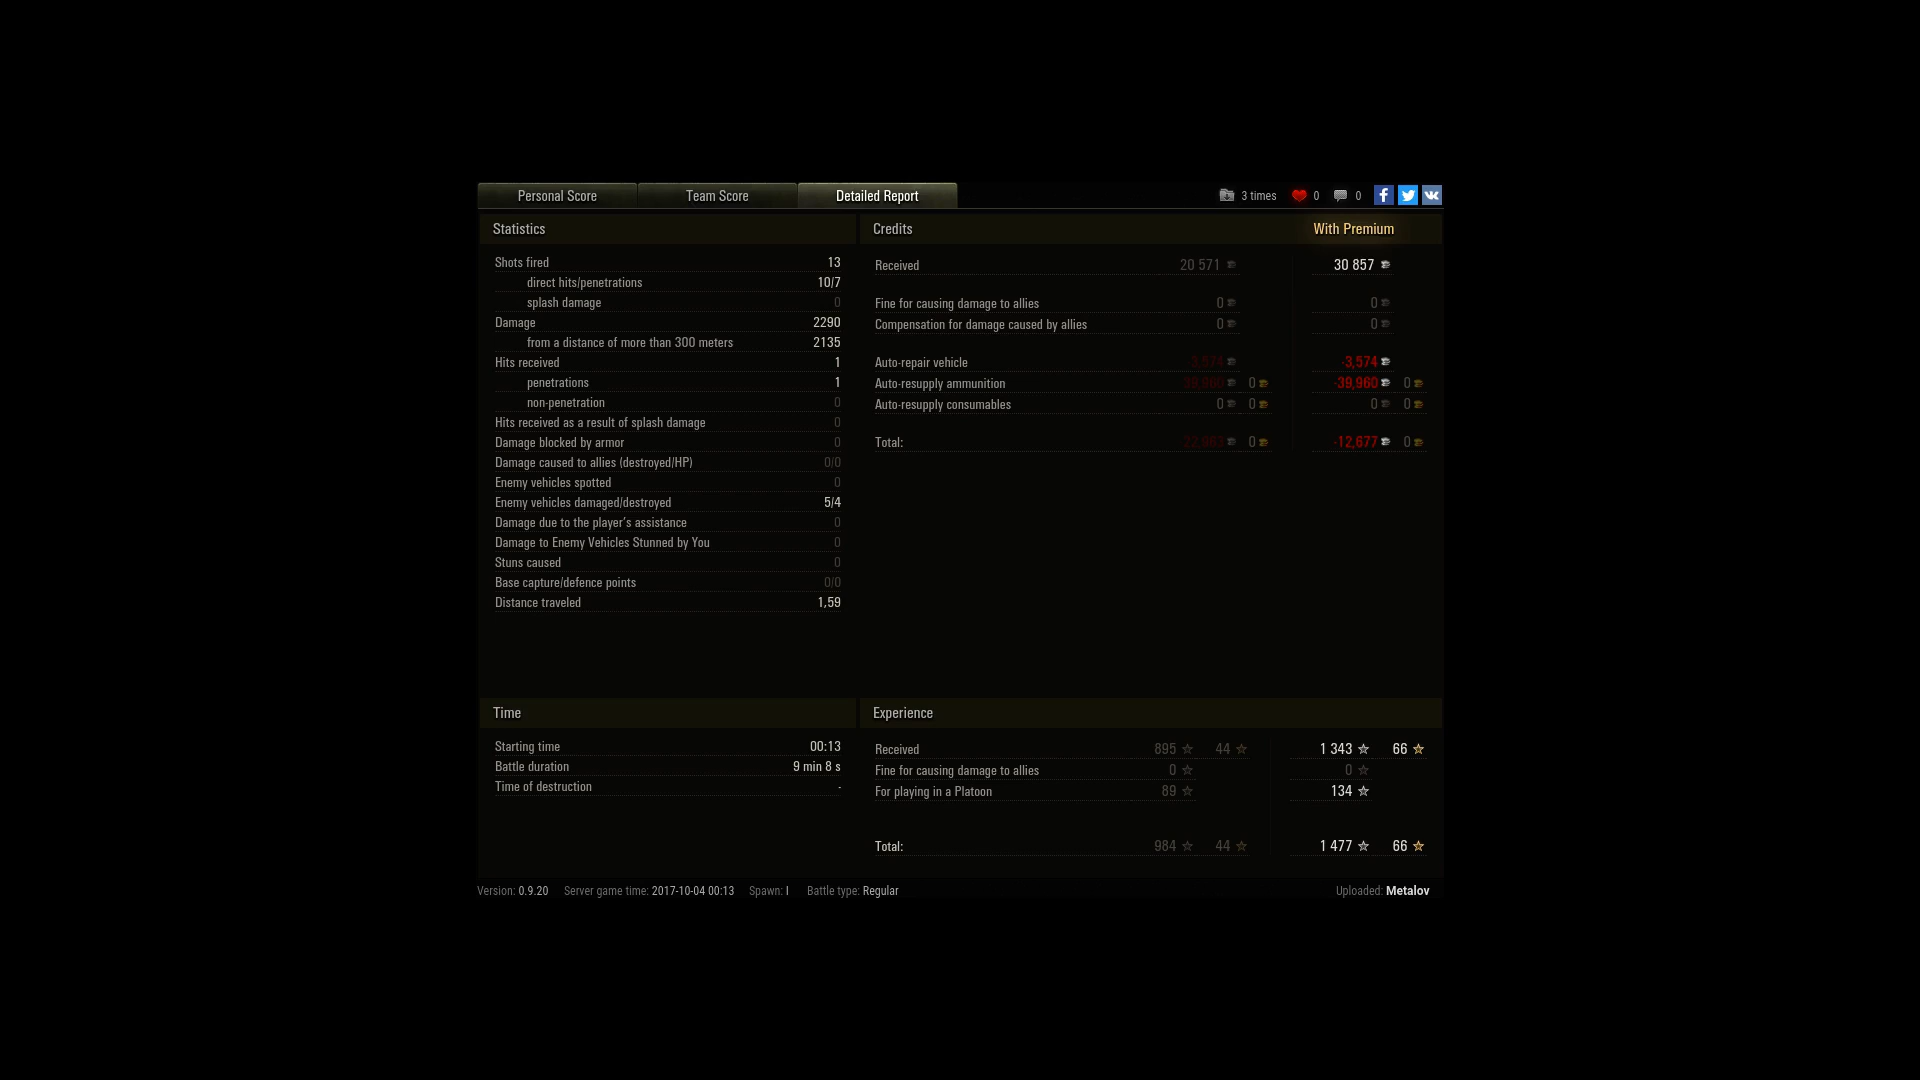 Personal Score Team Score Detailed Report 3 times 0 0
Statistics
Shots fired 13
direct hits/penetrations 10/7
splash damage 0
Damage 2290
from a distance of more than 300 meters 2135
Hits received 1
penetrations 1
non-penetration 0
Hits received as a result of splash damage 0
Damage blocked by armor 0
Damage caused to allies (destroyed/HP) 0/0
Enemy vehicles spotted 0
Enemy vehicles damaged/destroyed 5/4
Damage due to the player's assistance 0
Damage to Enemy Vehicles Stunned by You 0
Stuns caused 0
Base capture/defence points 0/0
Distance traveled 1,59
Credits With Premium
Received 20 571 30 857
Fine for causing damage to allies 0 0
Compensation for damage caused by allies 0 0
Auto-repair vehicle 3,574 -3,574
Auto-resupply ammunition 39,960 0 -39,960 0
Auto-resupply consumables 0 0 0 0
Total: 22,963 0 -12,677 0
Time
Starting time 00:13
Battle duration 9 min 8 s
Time of destruction -
Experience
Received 895 44 1 343 66
Fine for causing damage to allies 0 0
For playing in a Platoon 89 134
Total: 984 44 1 477 66
Version: 0.9.20 Server game time: 2017-10-04 00:13 Spawn: I Battle type: Regular Uploaded: Metalov